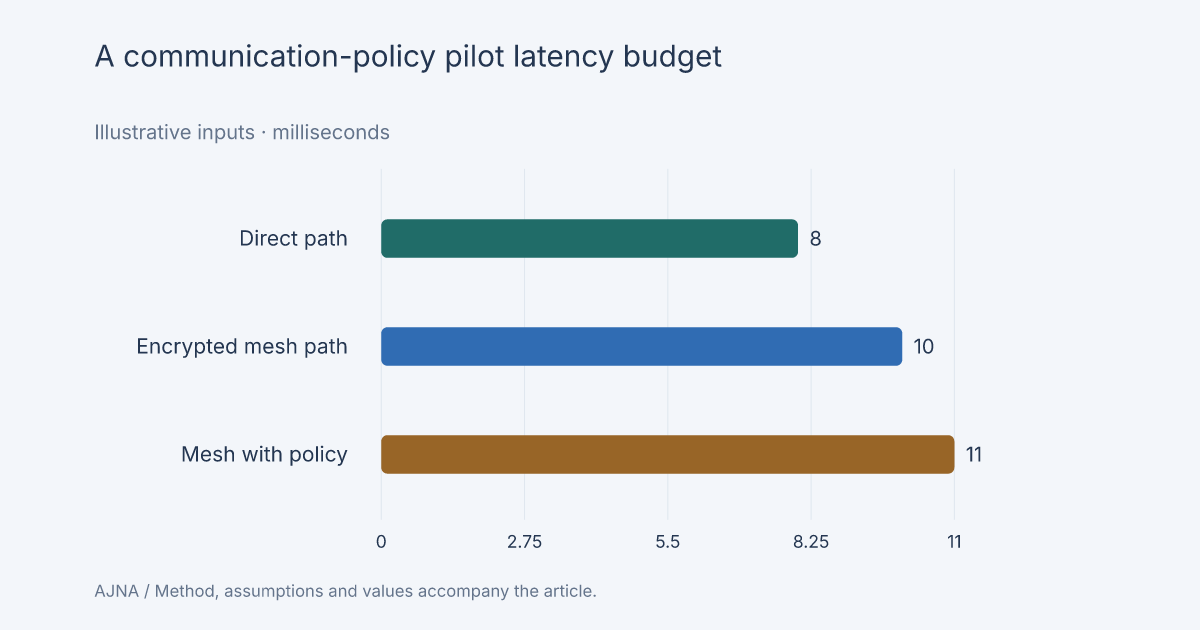 A communication-policy pilot latency budget
Illustrative inputs · milliseconds
Direct path 8
Encrypted mesh path 10
Mesh with policy 11
0 2.75 5.5 8.25 11
AJNA / Method, assumptions and values accompany the article.